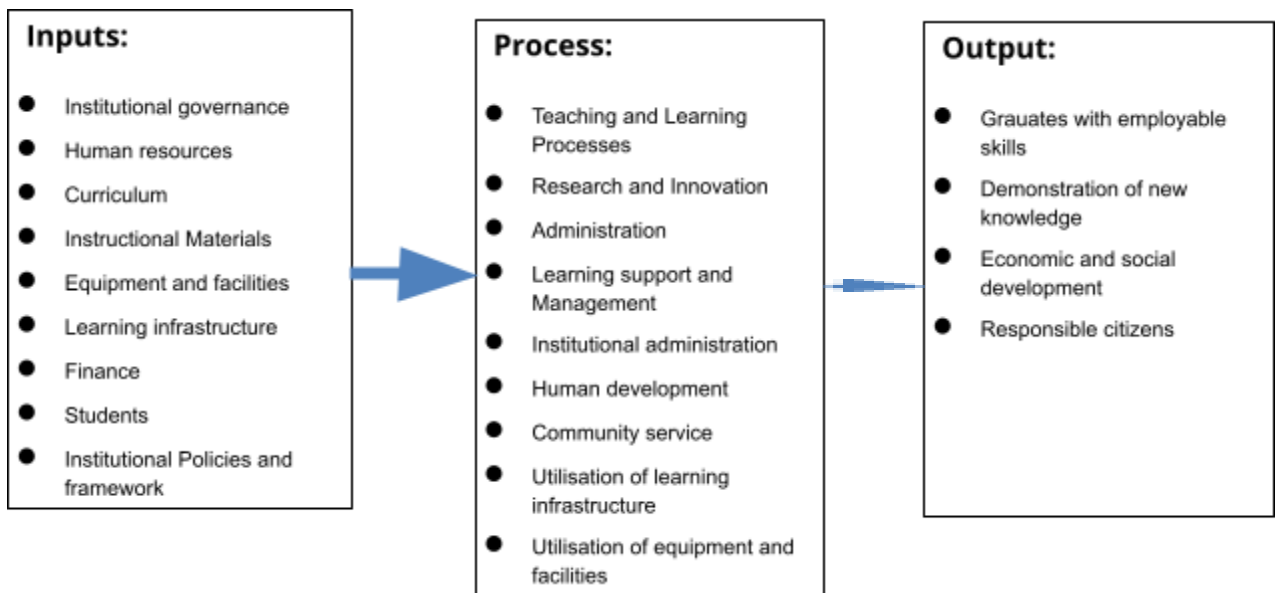 Inputs:
● Institutional governance
● Human resources
● Curriculum
● Instructional Materials
● Equipment and facilities
● Learning infrastructure
● Finance
● Students
● Institutional Policies and
framework
Process:
● Teaching and Learning
Processes
● Research and Innovation
● Administration
● Learning support and
Management
● Institutional administration
● Human development
● Community service
● Utilisation of learning
infrastructure
● Utilisation of equipment and
facilities
Output:
● Grauates with employable
skills
● Demonstration of new
knowledge
● Economic and social
development
● Responsible citizens